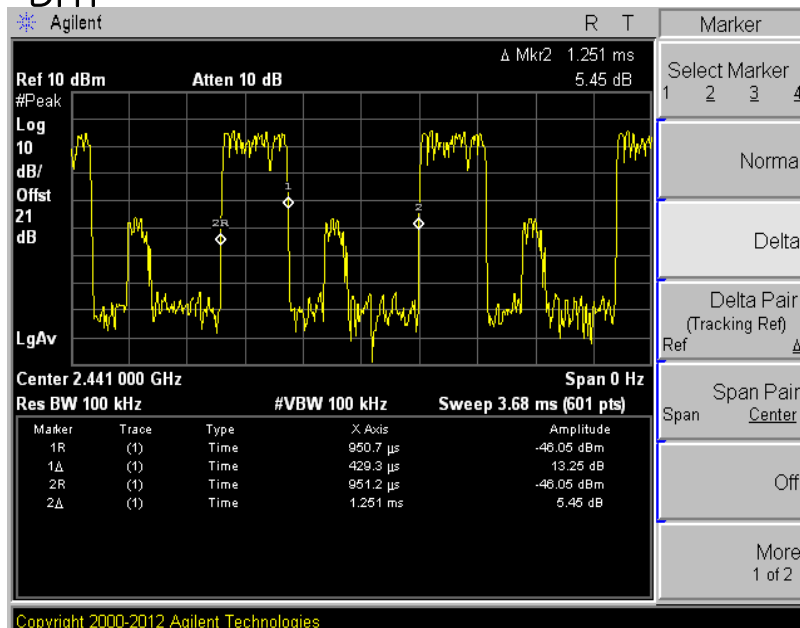 Agilent R T Marker
Δ Mkr2 1.251 ms
Ref 10 dBm Atten 10 dB 5.45 dB
Select Marker
1 2 3 4
#Peak
Log
10
dB/
Offst
21
dB
LgAv
2R
1
2
Norma
Delta
Delta Pair
(Tracking Ref)
Ref Δ
Center 2.441 000 GHz Span 0 Hz
Res BW 100 kHz #VBW 100 kHz Sweep 3.68 ms (601 pts)
Span Pair
Span Center
Marker Trace Type X Axis Amplitude
1R (1) Time 950.7 µs -46.05 dBm
1Δ (1) Time 429.3 µs 13.25 dB
2R (1) Time 951.2 µs -46.05 dBm
2Δ (1) Time 1.251 ms 5.45 dB
Off
More
1 of 2
Copyright 2000-2012 Agilent Technologies